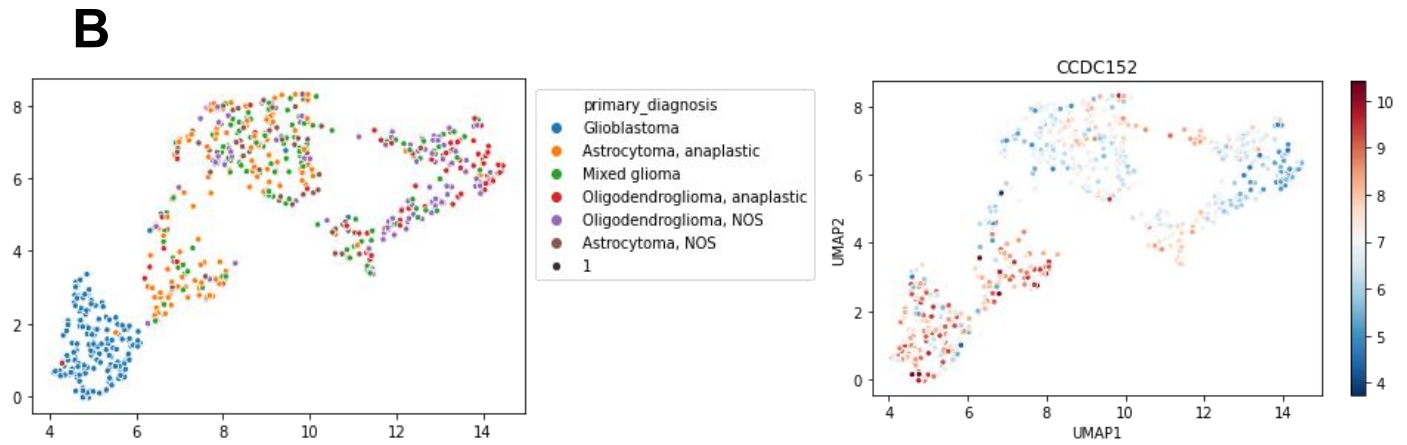 B
8
6
4
2
0
4
6
8
10
12
14
primary_diagnosis
Glioblastoma
Astrocytoma, anaplastic
Mixed glioma
Oligodendroglioma, anaplastic
Oligodendroglioma, NOS
Astrocytoma, NOS
1
CCDC152
UMAP2
8
6
4
2
0
4
6
8
10
12
14
UMAP1
10
9
8
7
6
5
4